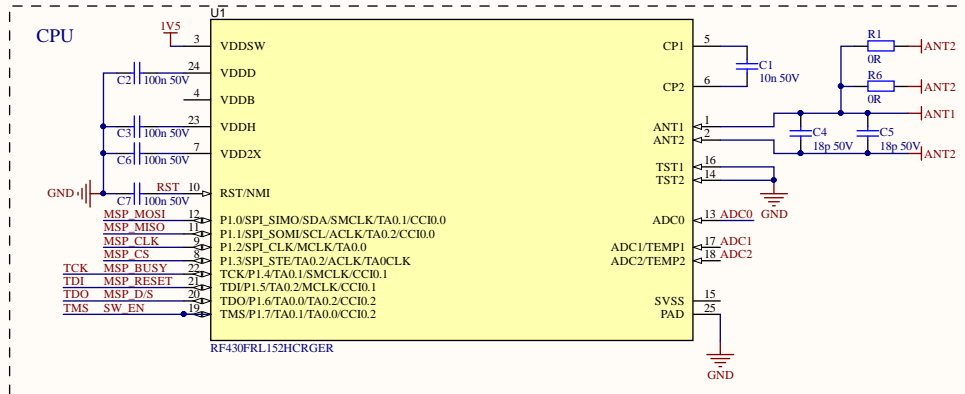 U1
CPU
1V5
3 VDDSW
24 VDDD
C2 100n 50V
4 VDDB
23 VDDH
C3 100n 50V
7 VDD2X
C6 100n 50V
GND
RST 10 RST/NMI
C7 100n 50V
MSP_MOSI 12 P1.0/SPI_SIMO/SDA/SMCLK/TA0.1/CCI0.0
MSP_MISO 11 P1.1/SPI_SOMI/SCL/ACLK/TA0.2/CCI0.0
MSP_CLK 9 P1.2/SPI_CLK/MCLK/TA0.0
MSP_CS 8 P1.3/SPI_STE/TA0.2/ACLK/TA0CLK
TCK MSP_BUSY 22 TCK/P1.4/TA0.1/SMCLK/CCI0.1
TDI MSP_RESET 21 TDI/P1.5/TA0.2/MCLK/CCI0.1
TDO MSP_D/S 20 TDO/P1.6/TA0.0/TA0.2/CCI0.2
TMS SW_EN 19 TMS/P1.7/TA0.1/TA0.0/CCI0.2
RF430FRL152HCRGER
CP1 5
C1
10n 50V
CP2 6
R1
0R
ANT2
R6
0R
ANT2
ANT1 1
ANT1
ANT2 2
C4
18p 50V
C5
18p 50V
ANT2
TST1 16
TST2 14
GND
ADC0 13 ADC0
ADC1/TEMP1 17 ADC1
ADC2/TEMP2 18 ADC2
SVSS 15
PAD 25
GND